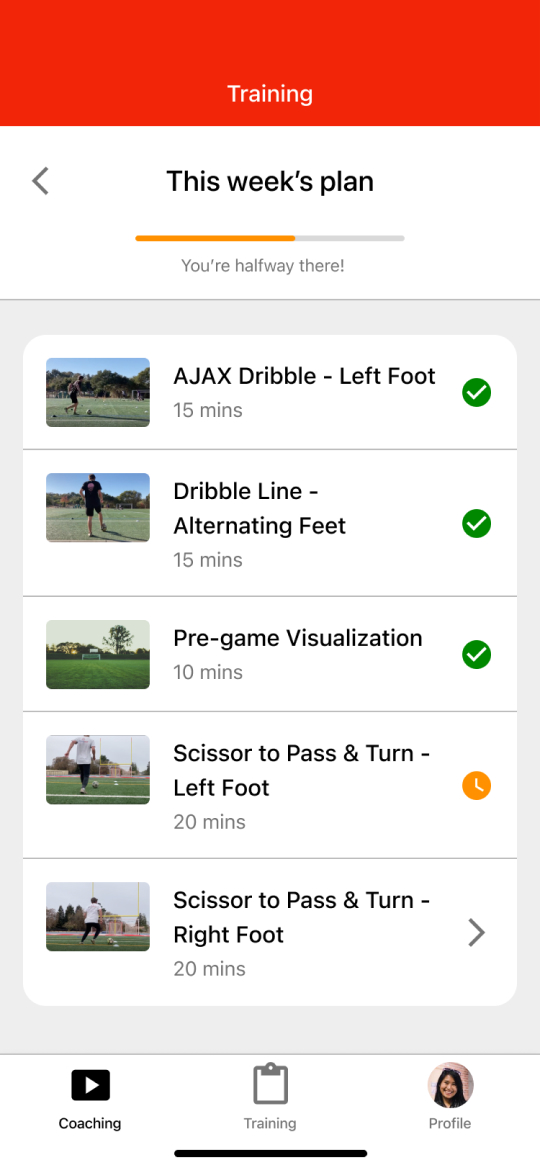 Training
This week’s plan
You’re halfway there!
AJAX Dribble - Left Foot
15 mins
Dribble Line -
Alternating Feet
15 mins
Pre-game Visualization
10 mins
Scissor to Pass & Turn -
Left Foot
20 mins
Scissor to Pass & Turn -
Right Foot
20 mins
Coaching
Training
Profile